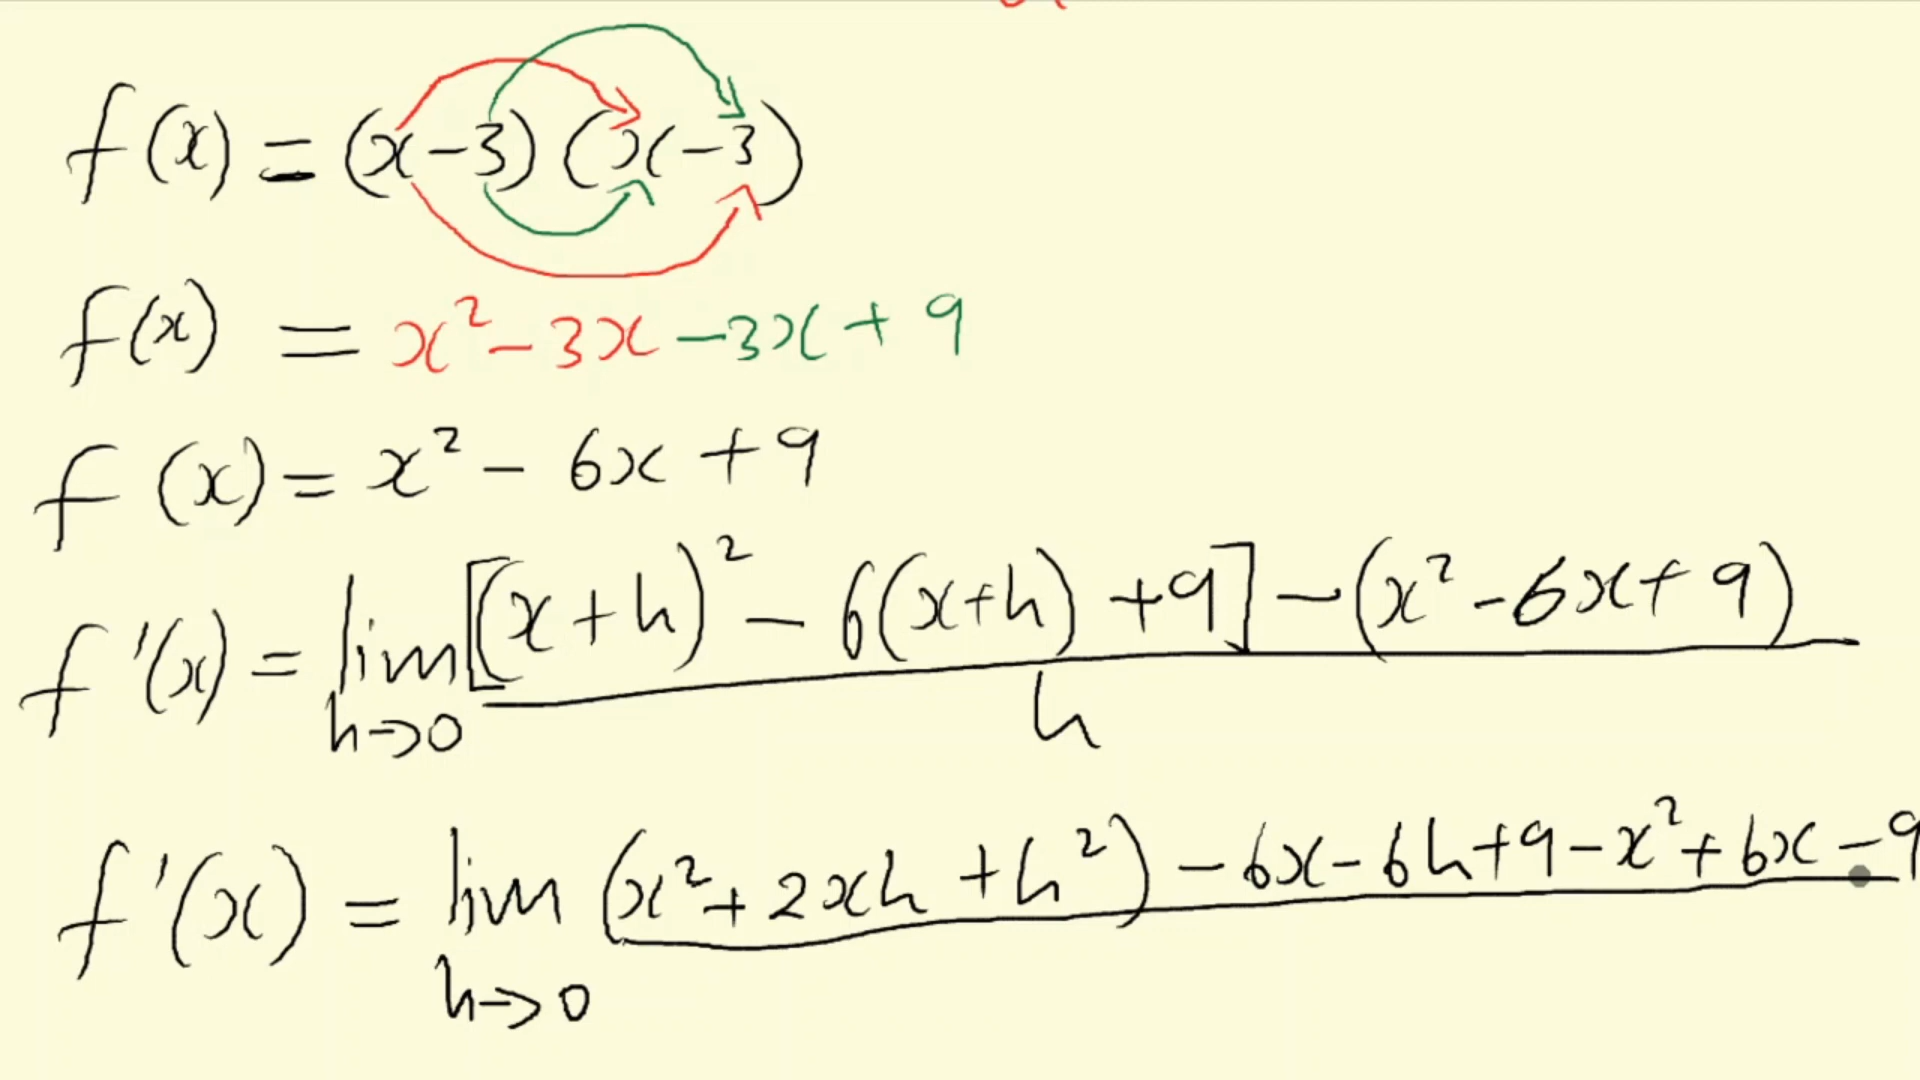 f(x) = (x-3)(x-3)
f(x) = x² - 3x - 3x + 9
f(x) = x² - 6x + 9
f'(x) = lim h→0 [(x+h)² - 6(x+h) + 9] - (x² - 6x + 9) / h
f'(x) = lim h→0 (x² + 2xh + h²) - 6x - 6h + 9 - x² + 6x - 9